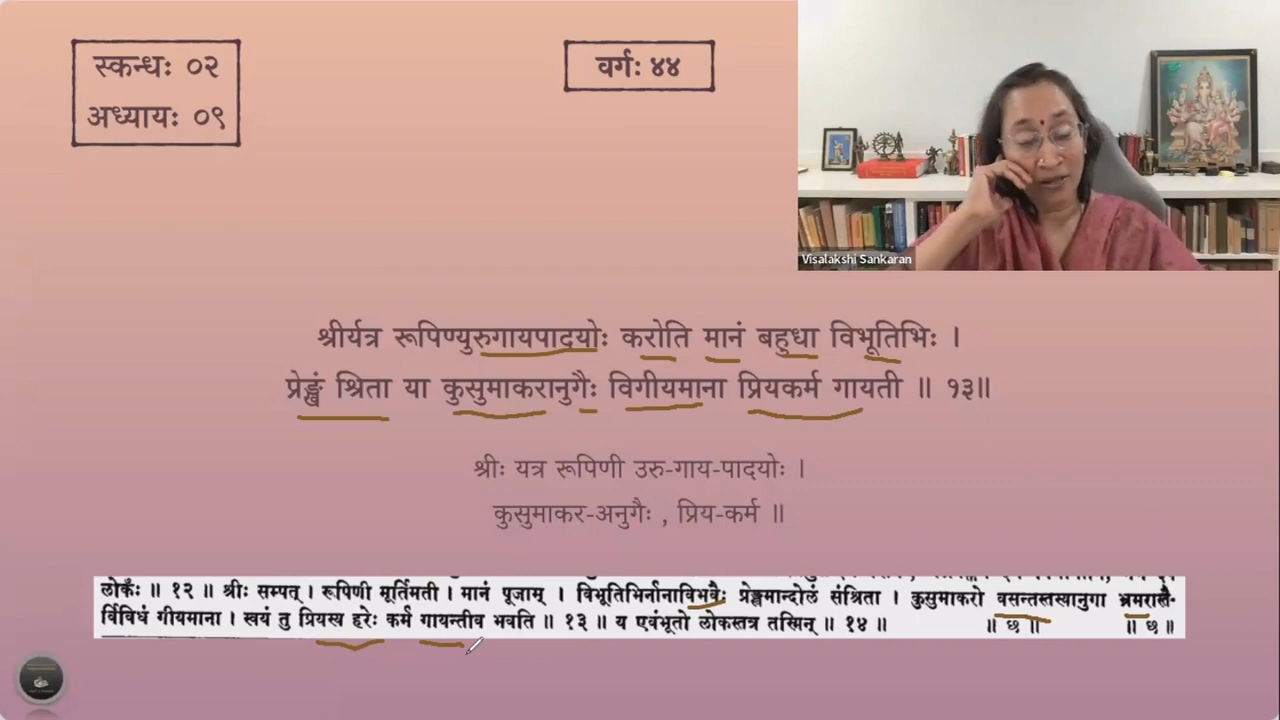 स्कन्धः ०२
अध्यायः ०९
वर्गः ४४
Visalakshi Sankaran
श्रीर्यत्र रूपिण्युरुगायपादयोः करोति मानं बहुधा विभूतिभिः ।
प्रेङ्खं श्रिता या कुसुमाकरानुगैः विगीयमाना प्रियकर्म गायती ॥ १३॥
श्रीः यत्र रूपिणी उरु-गाय-पादयोः ।
कुसुमाकर-अनुगैः , प्रिय-कर्म ॥
लोकः ॥ १२ ॥ श्रीः सम्पत् । रूपिणी मूर्तिमती । मानं पूजाम् । विभूतिभिर्नानाविभवैः प्रेङ्खमान्दोलं संश्रिता । कुसुमाकरो वसन्तस्तस्यानुगा भ्रमरास्तै-
र्विविधं गीयमाना । स्वयं तु प्रियस्य हरेः कर्म गायन्तीव भवति ॥ १३ ॥ य एवंभूतो लोकस्तत्र तस्मिन् ॥ १४ ॥ ॥ छ ॥ ॥ छ ॥